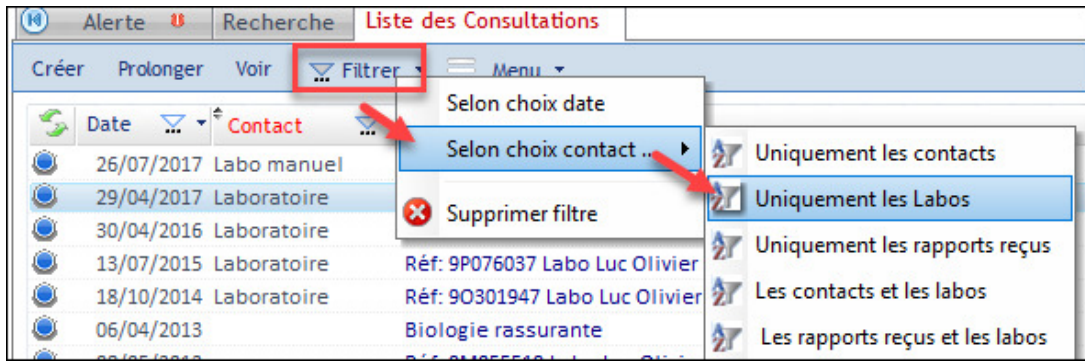 Alerte Recherche Liste des Consultations
Créer Prolonger Voir Filtrer Menu
Date Contact
Selon choix date
Selon choix contact ..
Supprimer filtre
Uniquement les contacts
Uniquement les Labos
Uniquement les rapports reçus
Les contacts et les labos
Les rapports reçus et les labos
26/07/2017 Labo manuel
29/04/2017 Laboratoire
30/04/2016 Laboratoire
13/07/2015 Laboratoire Réf: 9P076037 Labo Luc Olivier
18/10/2014 Laboratoire Réf: 9O301947 Labo Luc Olivier
06/04/2013 Biologie rassurante